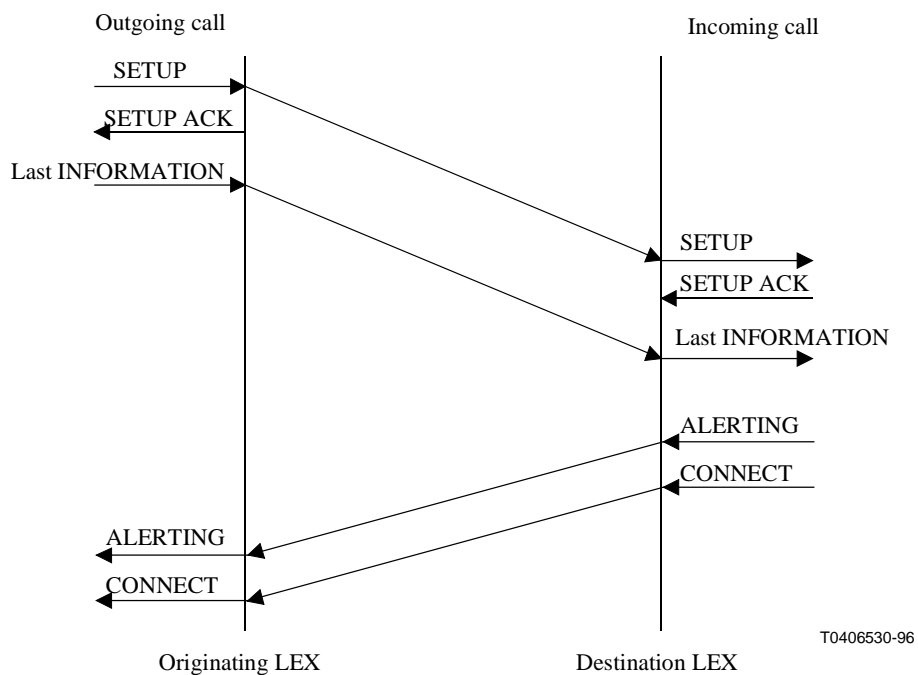 Outgoing call
Incoming call
SETUP
SETUP ACK
Last INFORMATION
SETUP
SETUP ACK
Last INFORMATION
ALERTING
CONNECT
ALERTING
CONNECT
T0406530-96
Originating LEX
Destination LEX